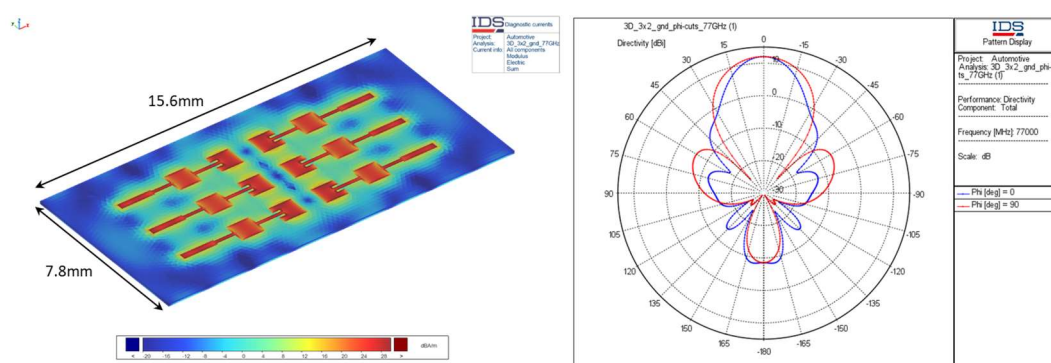 IDS Diagnostic currents
Project: Automotive
Analysis: 3D_3x2_gnd_77GHz
Current info: All components
Modulus
Electric
Sum
15.6mm
7.8mm
< -20 -16 -12 -8 -4 0 4 8 12 16 20 24 28 > dBA/m
3D_3x2_gnd_phi-cuts_77GHz (1)
Directivity [dBi]
0
15 -15
30 -30
45 -45
60 -60
75 -75
90 -90
105 -105
120 -120
135 -135
150 -150
165 -165
-180
10
0
-10
-20
-30
IDS
Pattern Display
Project: Automotive
Analysis: 3D_3x2_gnd_phi-
ts_77GHz (1)
Performance: Directivity
Component: Total
Frequency [MHz]: 77000
Scale: dB
Phi [deg] = 0
Phi [deg] = 90